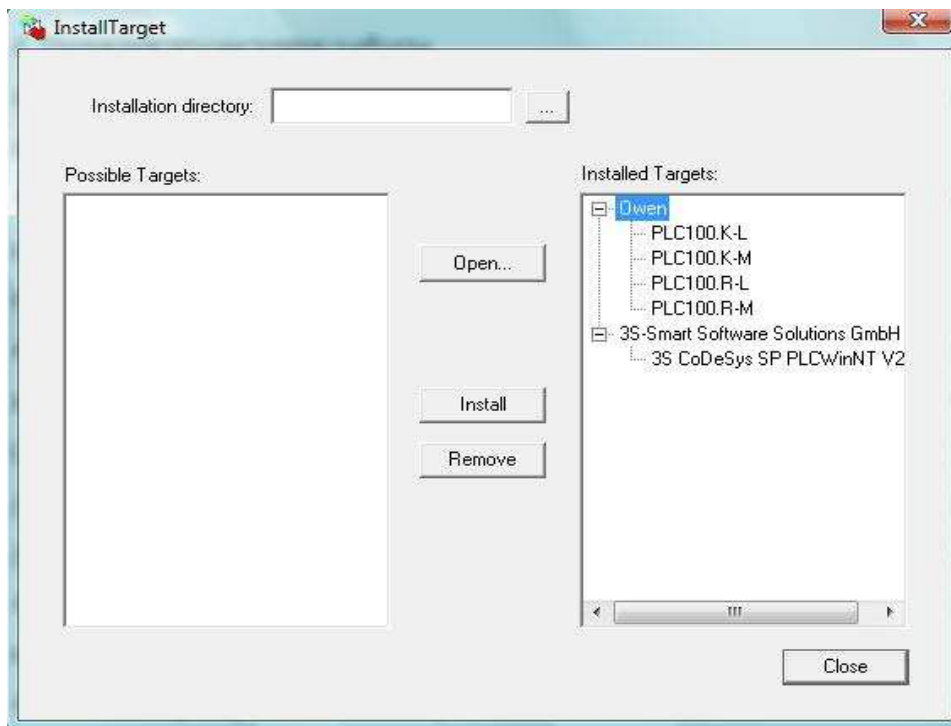 InstallTarget
Installation directory:
...
Possible Targets:
Installed Targets:
Owen
PLC100.K-L
PLC100.K-M
PLC100.R-L
PLC100.R-M
3S-Smart Software Solutions GmbH
3S CoDeSys SP PLCWinNT V2
Open...
Install
Remove
Close